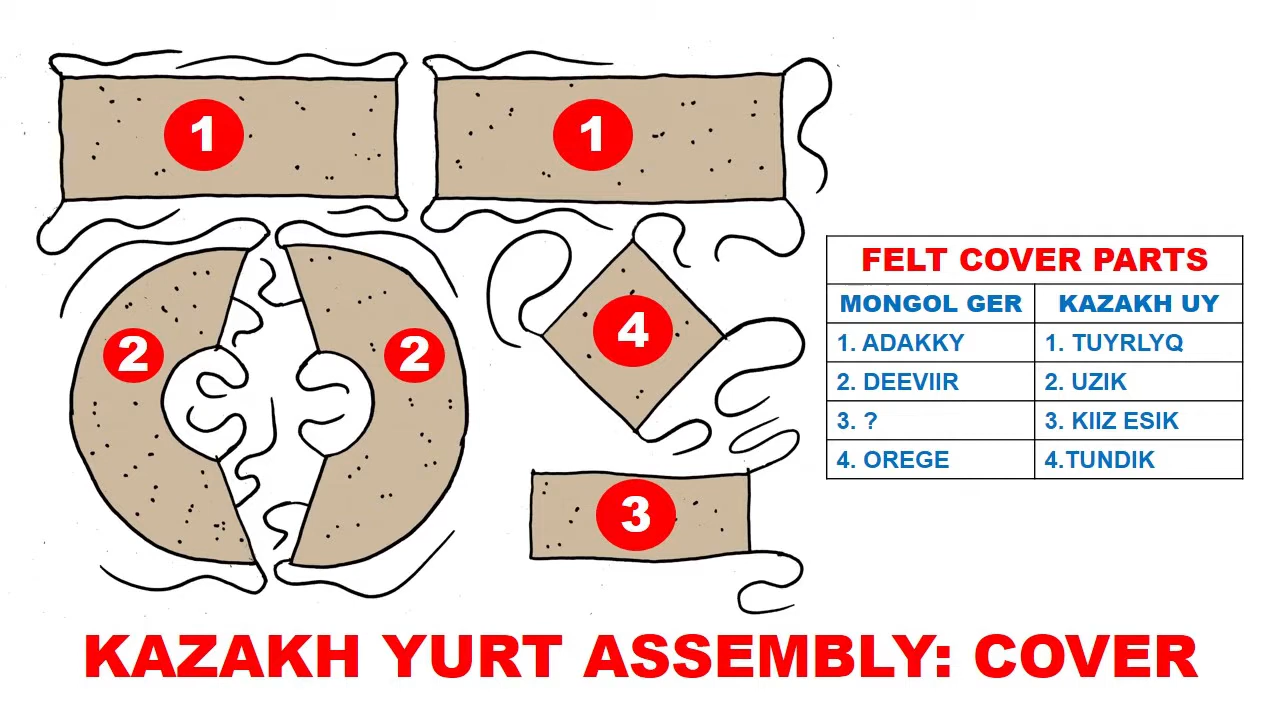 1
1
2
2
4
3
FELT COVER PARTS
MONGOL GER KAZAKH UY
1. ADAKKY 1. TUYRLYQ
2. DEEVIIR 2. UZIK
3. ? 3. KIIZ ESIK
4. OREGE 4.TUNDIK
KAZAKH YURT ASSEMBLY: COVER